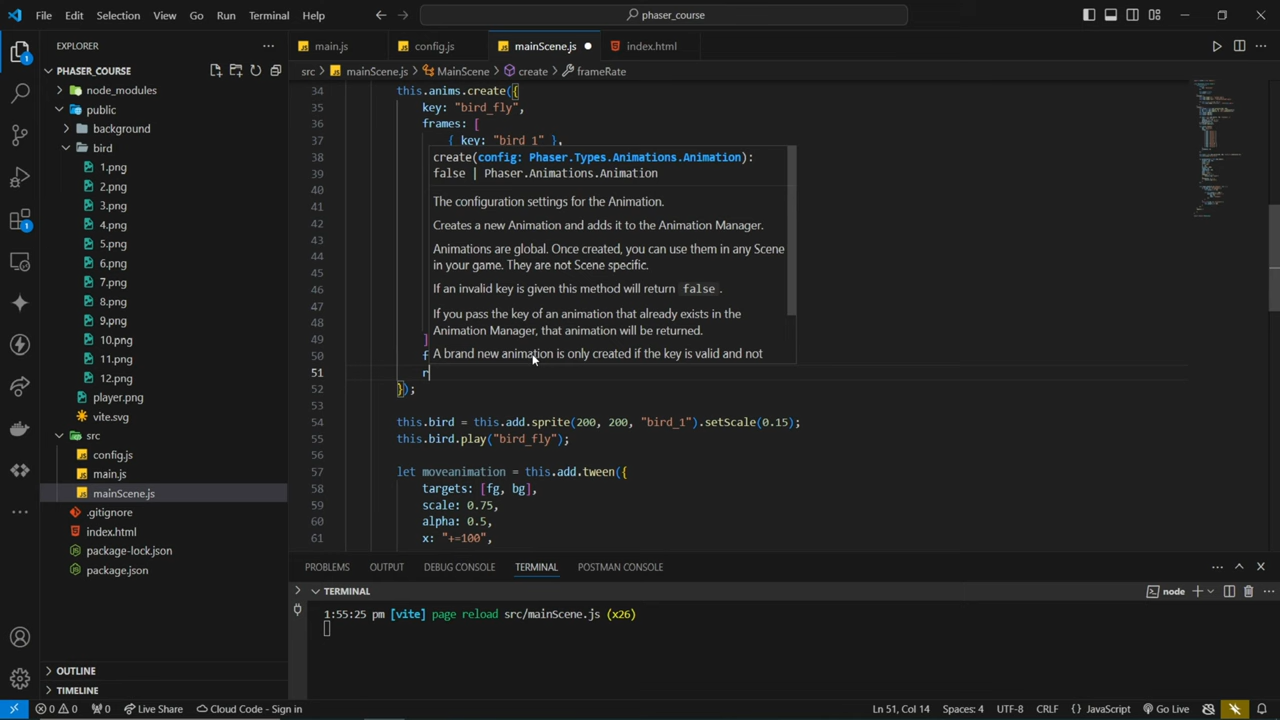 File Edit Selection View Go Run Terminal Help
phaser_course
EXPLORER
PHASER_COURSE
node_modules
public
background
bird
1.png
2.png
3.png
4.png
5.png
6.png
7.png
8.png
9.png
10.png
11.png
12.png
player.png
vite.svg
src
config.js
main.js
mainScene.js
.gitignore
index.html
package-lock.json
package.json
OUTLINE
TIMELINE
main.js config.js mainScene.js index.html
src > mainScene.js > MainScene > create > frameRate
34 this.anims.create({
35 key: "bird_fly",
36 frames: [
37 { key: "bird_1" },
38
39
40
41
42
43
44
45
46
47
48
49 ]
50 f
51 r
52 });
53
54 this.bird = this.add.sprite(200, 200, "bird_1").setScale(0.15);
55 this.bird.play("bird_fly");
56
57 let moveanimation = this.add.tween({
58 targets: [fg, bg],
59 scale: 0.75,
60 alpha: 0.5,
61 x: "+=100",
create(config: Phaser.Types.Animations.Animation):
false | Phaser.Animations.Animation
The configuration settings for the Animation.
Creates a new Animation and adds it to the Animation Manager.
Animations are global. Once created, you can use them in any Scene
in your game. They are not Scene specific.
If an invalid key is given this method will return false.
If you pass the key of an animation that already exists in the
Animation Manager, that animation will be returned.
A brand new animation is only created if the key is valid and not
PROBLEMS OUTPUT DEBUG CONSOLE TERMINAL POSTMAN CONSOLE
TERMINAL
node
1:55:25 pm [vite] page reload src/mainScene.js (x26)
0 0 0 Live Share Cloud Code - Sign in Ln 51, Col 14 Spaces: 4 UTF-8 CRLF {} JavaScript Go Live